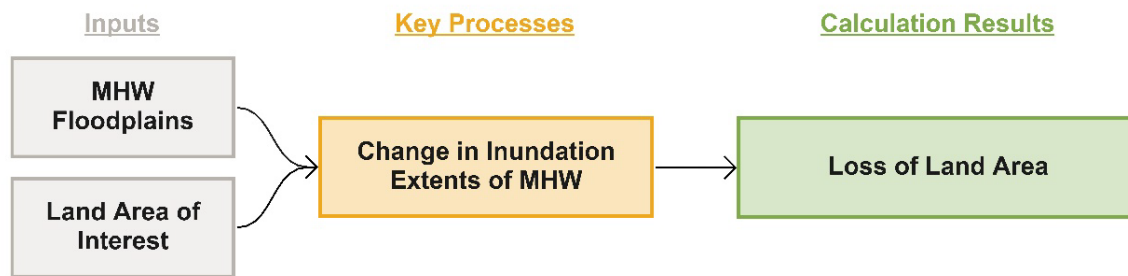 Inputs
Key Processes
Calculation Results
MHW
Floodplains
Land Area of
Interest
Change in Inundation
Extents of MHW
Loss of Land Area